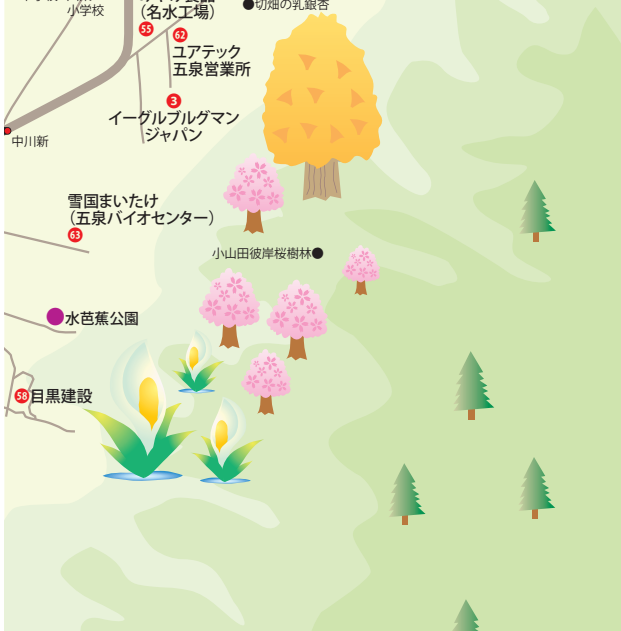 小学校
（名水工場）
●切畑の乳銀杏
55
62
ユアテック
五泉営業所
3
イーグルブルグマン
ジャパン
中川新
雪国まいたけ
（五泉バイオセンター）
63
小山田彼岸桜樹林●
水芭蕉公園
58 目黒建設